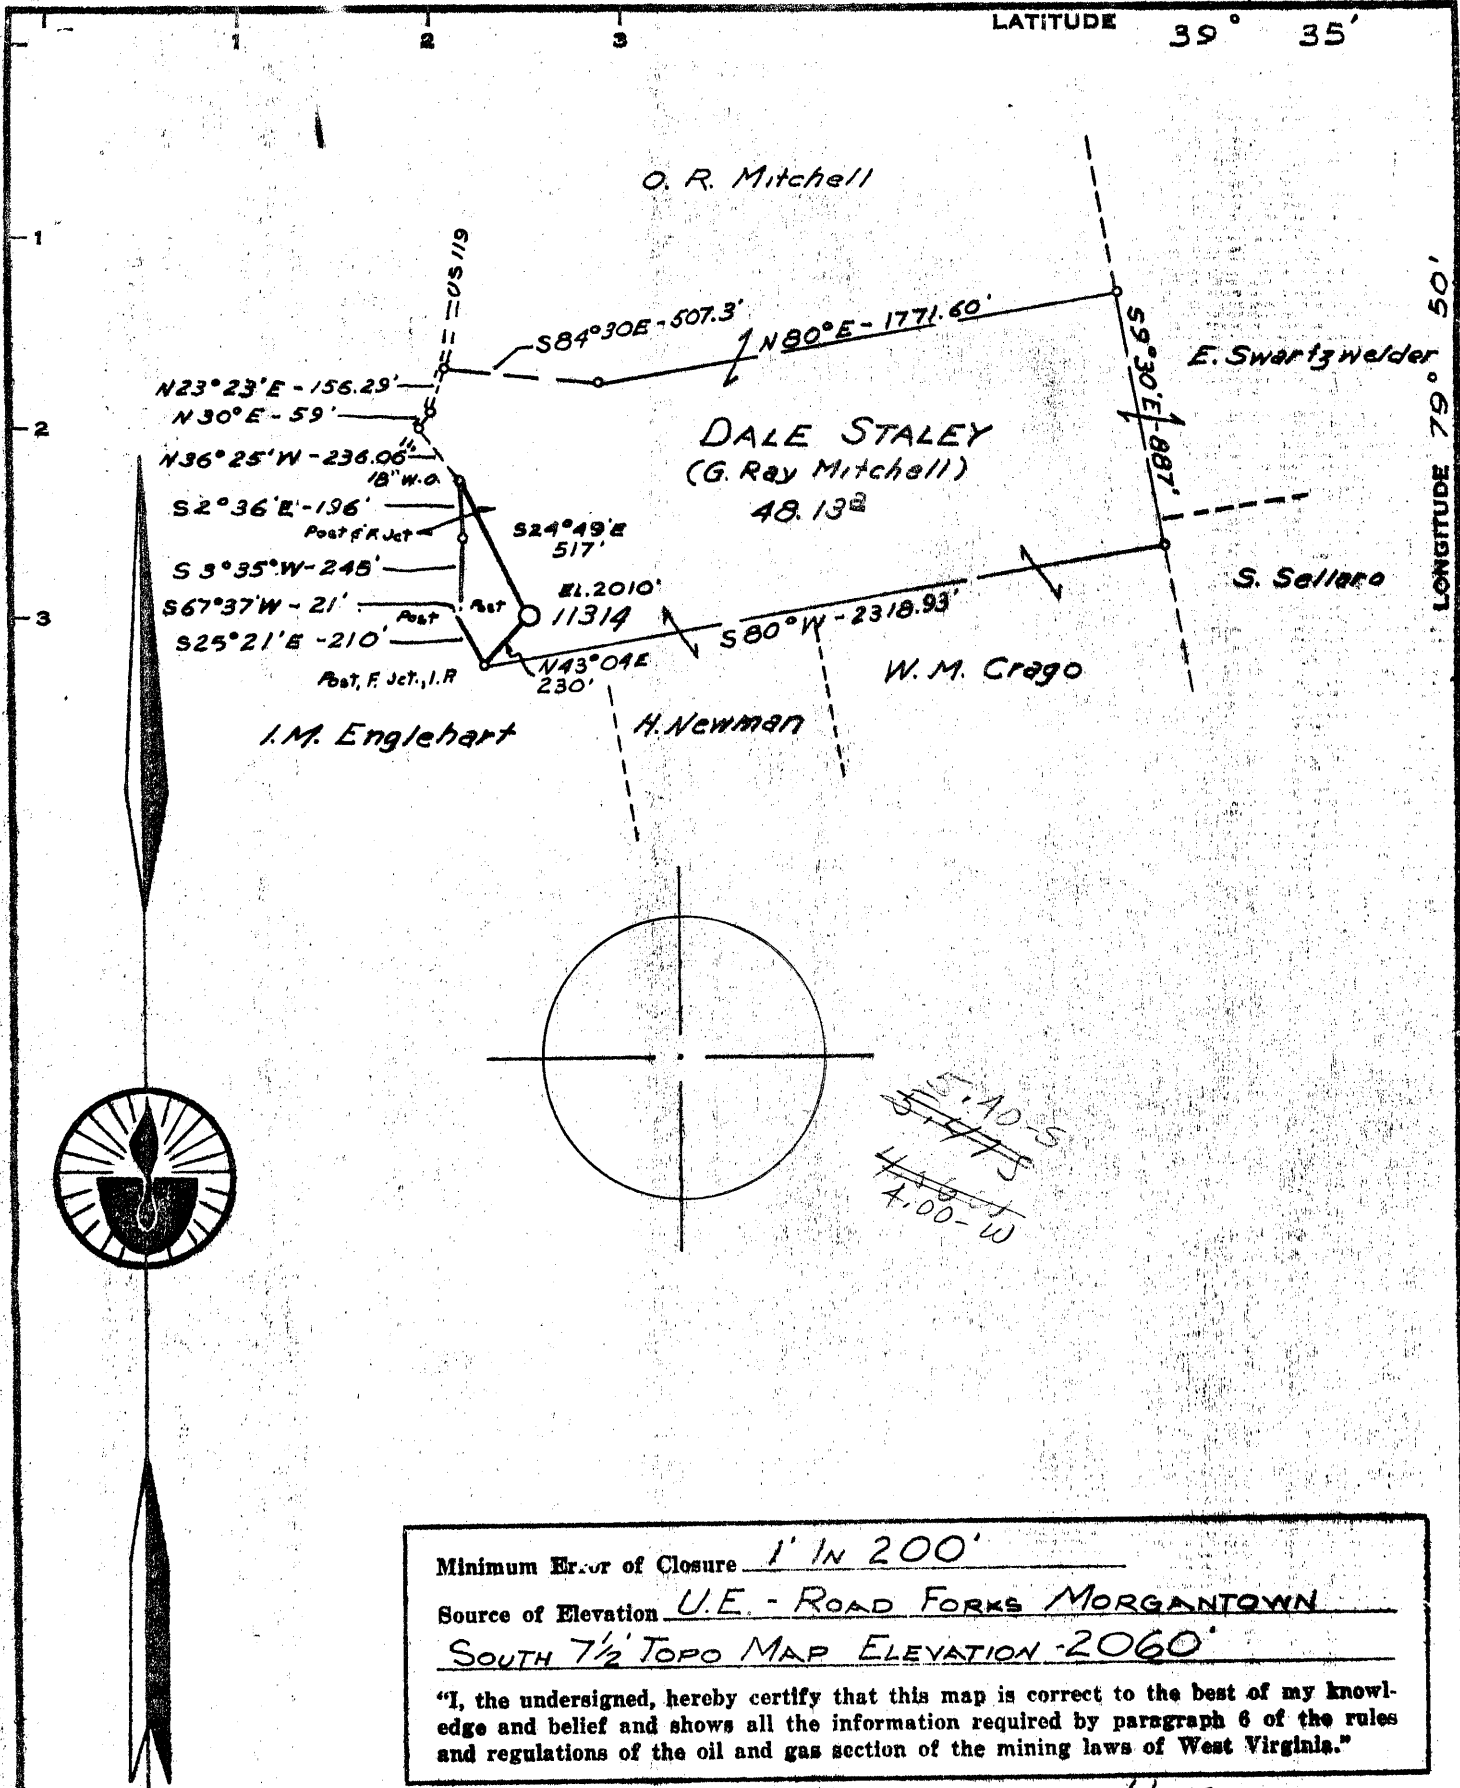 LATITUDE 39° 35'
1 2 3
O. R. Mitchell
1
US 119
LONGITUDE 79° 50'
S84°30E - 507.3'
N80°E - 1771.60'
S9°30'E - 887'
E. Swartzwelder
N23°23'E - 156.29'
N30°E - 59'
2
DALE STALEY
(G. Ray Mitchell)
48.13a
N36°25'W - 236.06'
18" W.O.
S2°36'E - 196'
Post & F. Jct
S24°49'E
517'
S3°35'W - 245'
S. Sellaro
EL. 2010'
S67°37'W - 21'
Post
Post
11314
3
S80°W - 2318.93'
S25°21'E - 210'
Post, F. Jct., I.P
N43°04E
230'
W. M. Crago
I.M. Englehart
H. Newman
5.40-S
4.00-W
Minimum Error of Closure 1' IN 200'
Source of Elevation U.E. - ROAD FORKS MORGANTOWN
SOUTH 7½' TOPO MAP ELEVATION - 2060'
"I, the undersigned, hereby certify that this map is correct to the best of my knowl-
edge and belief and shows all the information required by paragraph 6 of the rules
and regulations of the oil and gas section of the mining laws of West Virginia."